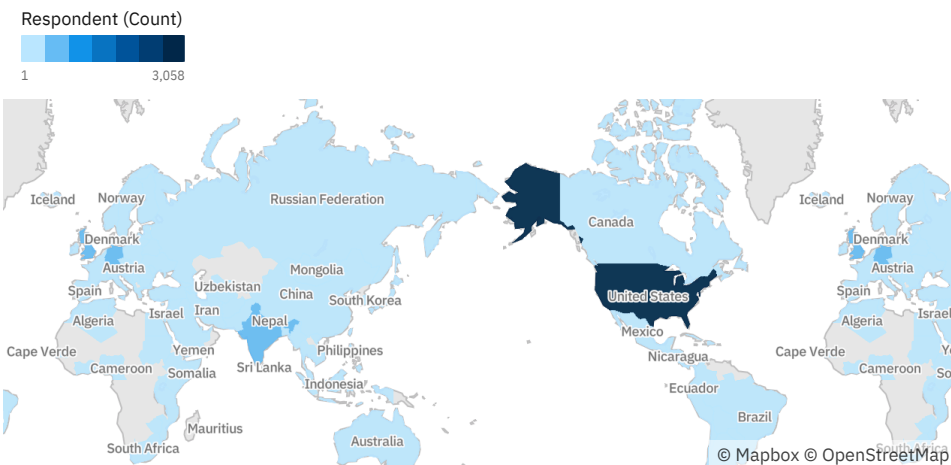 Respondent (Count)
1 3,058
Iceland Norway Russian Federation Canada Iceland Norway
Denmark Denmark
Austria Mongolia Austria
Spain Uzbekistan China South Korea United States Spain
Algeria Israel Iran Nepal Mexico Algeria Israel
Cape Verde Yemen Philippines Nicaragua Cape Verde
Cameroon Somalia Sri Lanka Indonesia Ecuador Cameroon
Mauritius Brazil
South Africa Australia South Africa
© Mapbox © OpenStreetMap